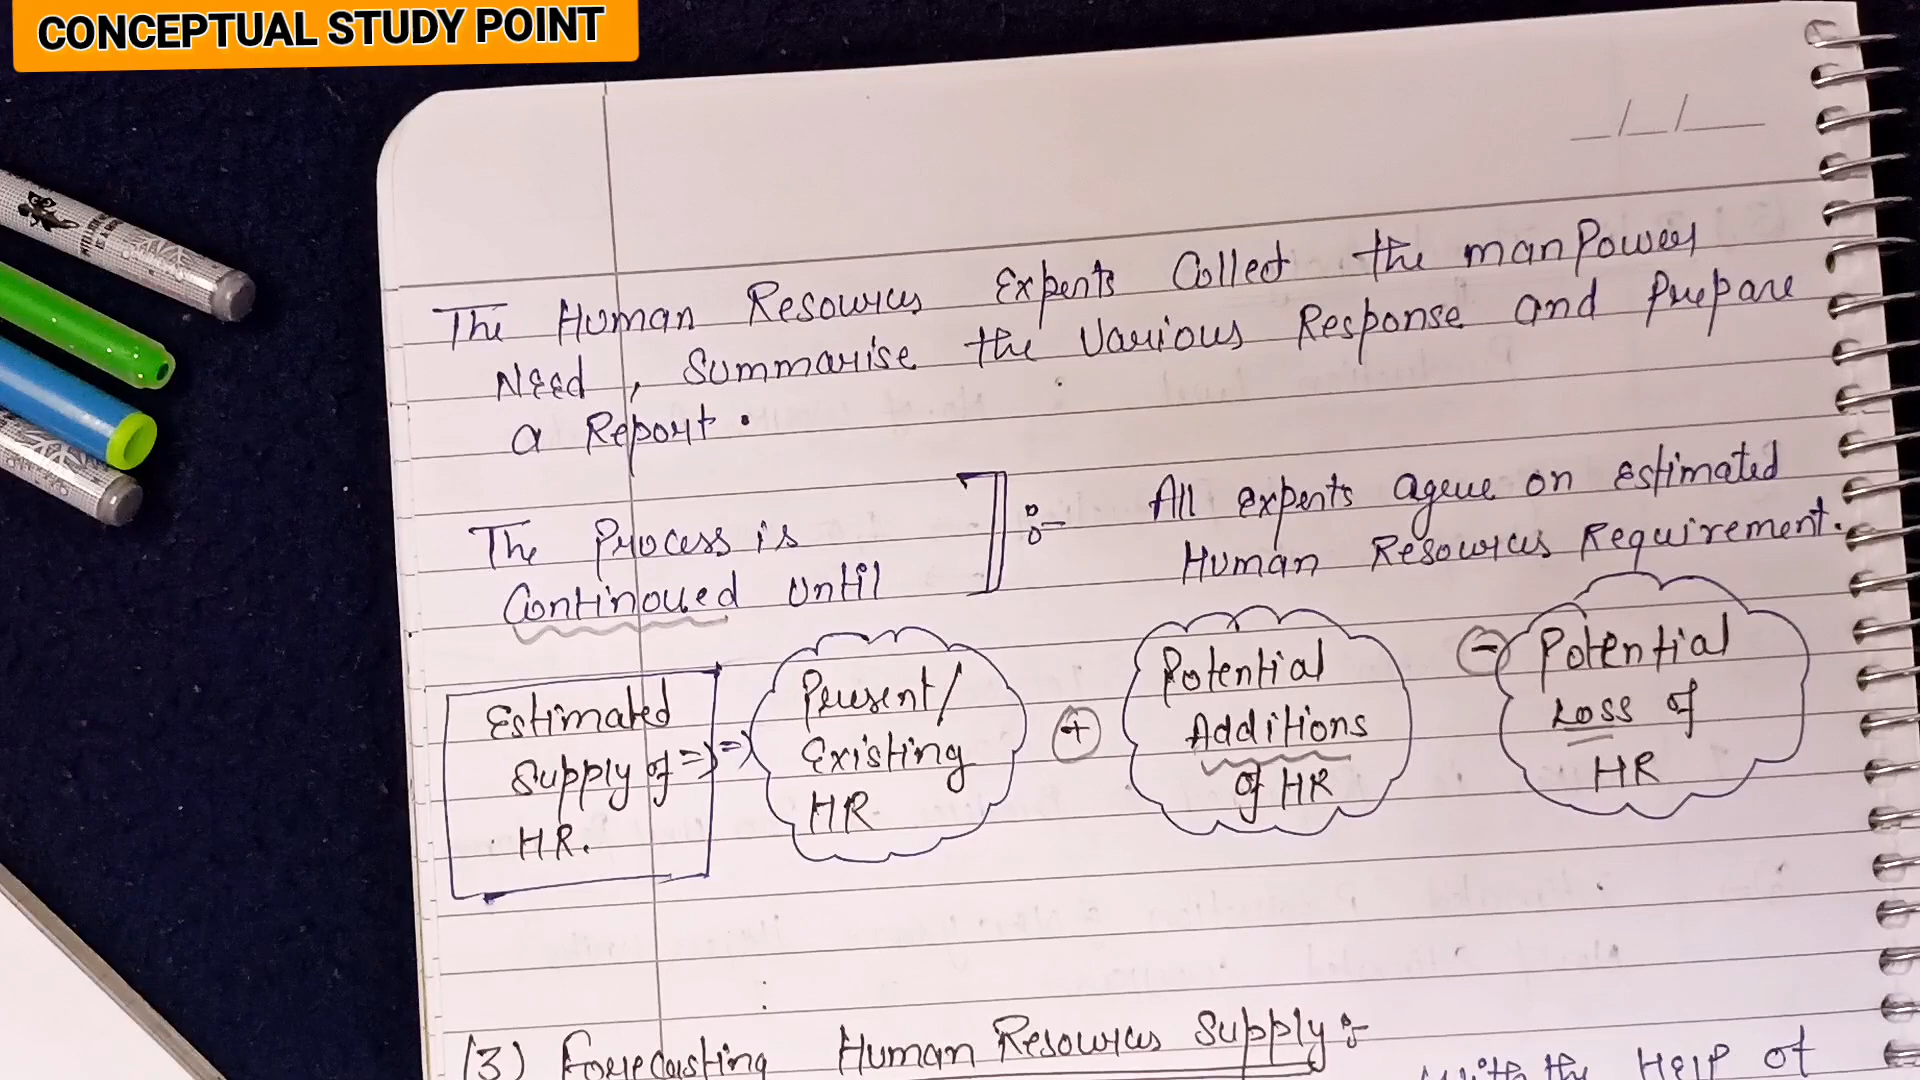 CONCEPTUAL STUDY POINT
_/_/__
The Human Resources Experts Collect the manPower
Need, Summarise the Various Response and Prepare
a Report.
The Process is
Continoued Until
:- All experts agree on estimated
Human Resources Requirement.
Estimated
Supply of =>
HR.
=> Present/
Existing
HR
+
Potential
Additions
of HR
-
Potential
Loss of
HR
(3) Forecasting Human Resources Supply :-
With the Help of